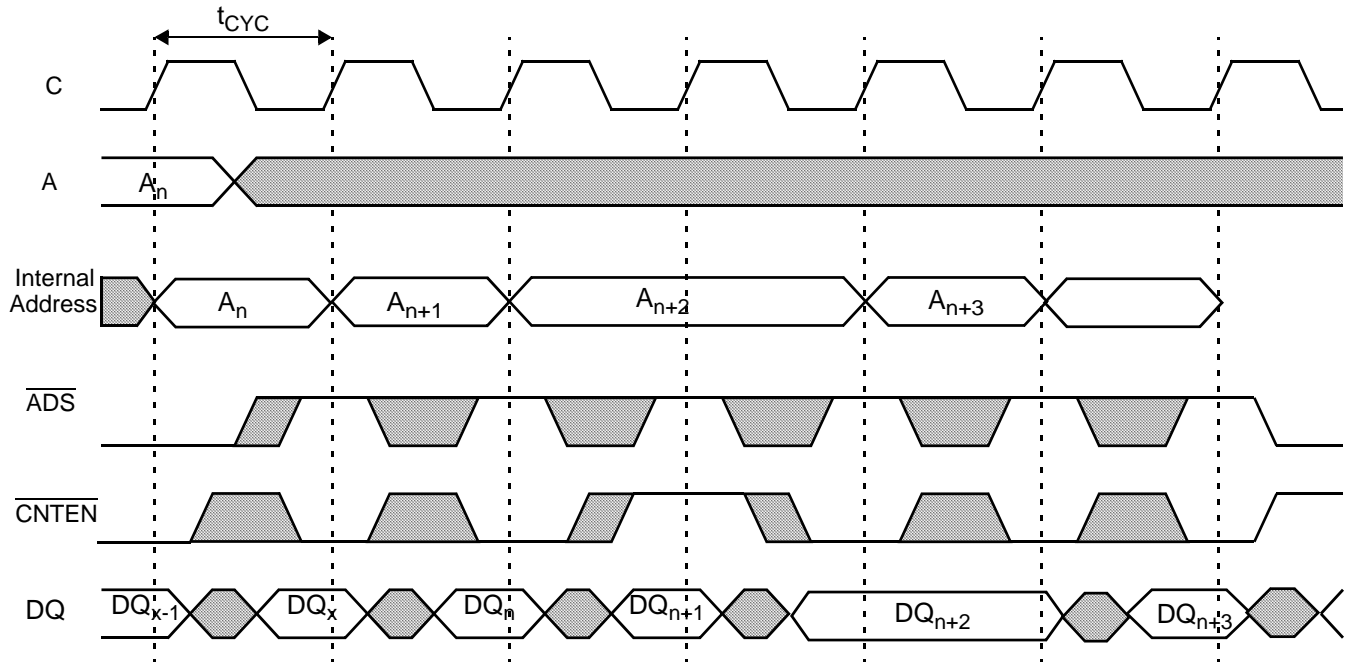 tCYC
C
A
An
Internal
Address
An
An+1
An+2
An+3
ADS
CNTEN
DQ
DQx-1
DQx
DQn
DQn+1
DQn+2
DQn+3